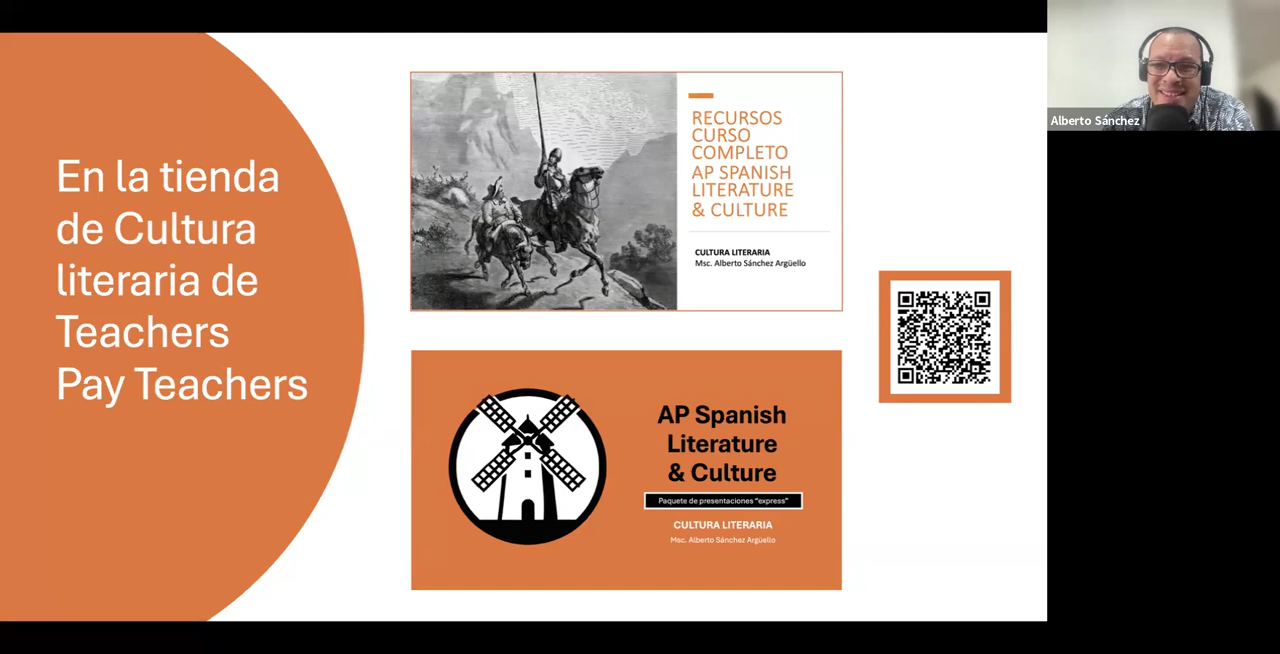 En la tienda
de Cultura
literaria de
Teachers
Pay Teachers
RECURSOS
CURSO
COMPLETO
AP SPANISH
LITERATURE
& CULTURE
CULTURA LITERARIA
Msc. Alberto Sánchez Argüello
AP Spanish
Literature
& Culture
Paquete de presentaciones “express”
CULTURA LITERARIA
Msc. Alberto Sánchez Argüello
Alberto Sánchez